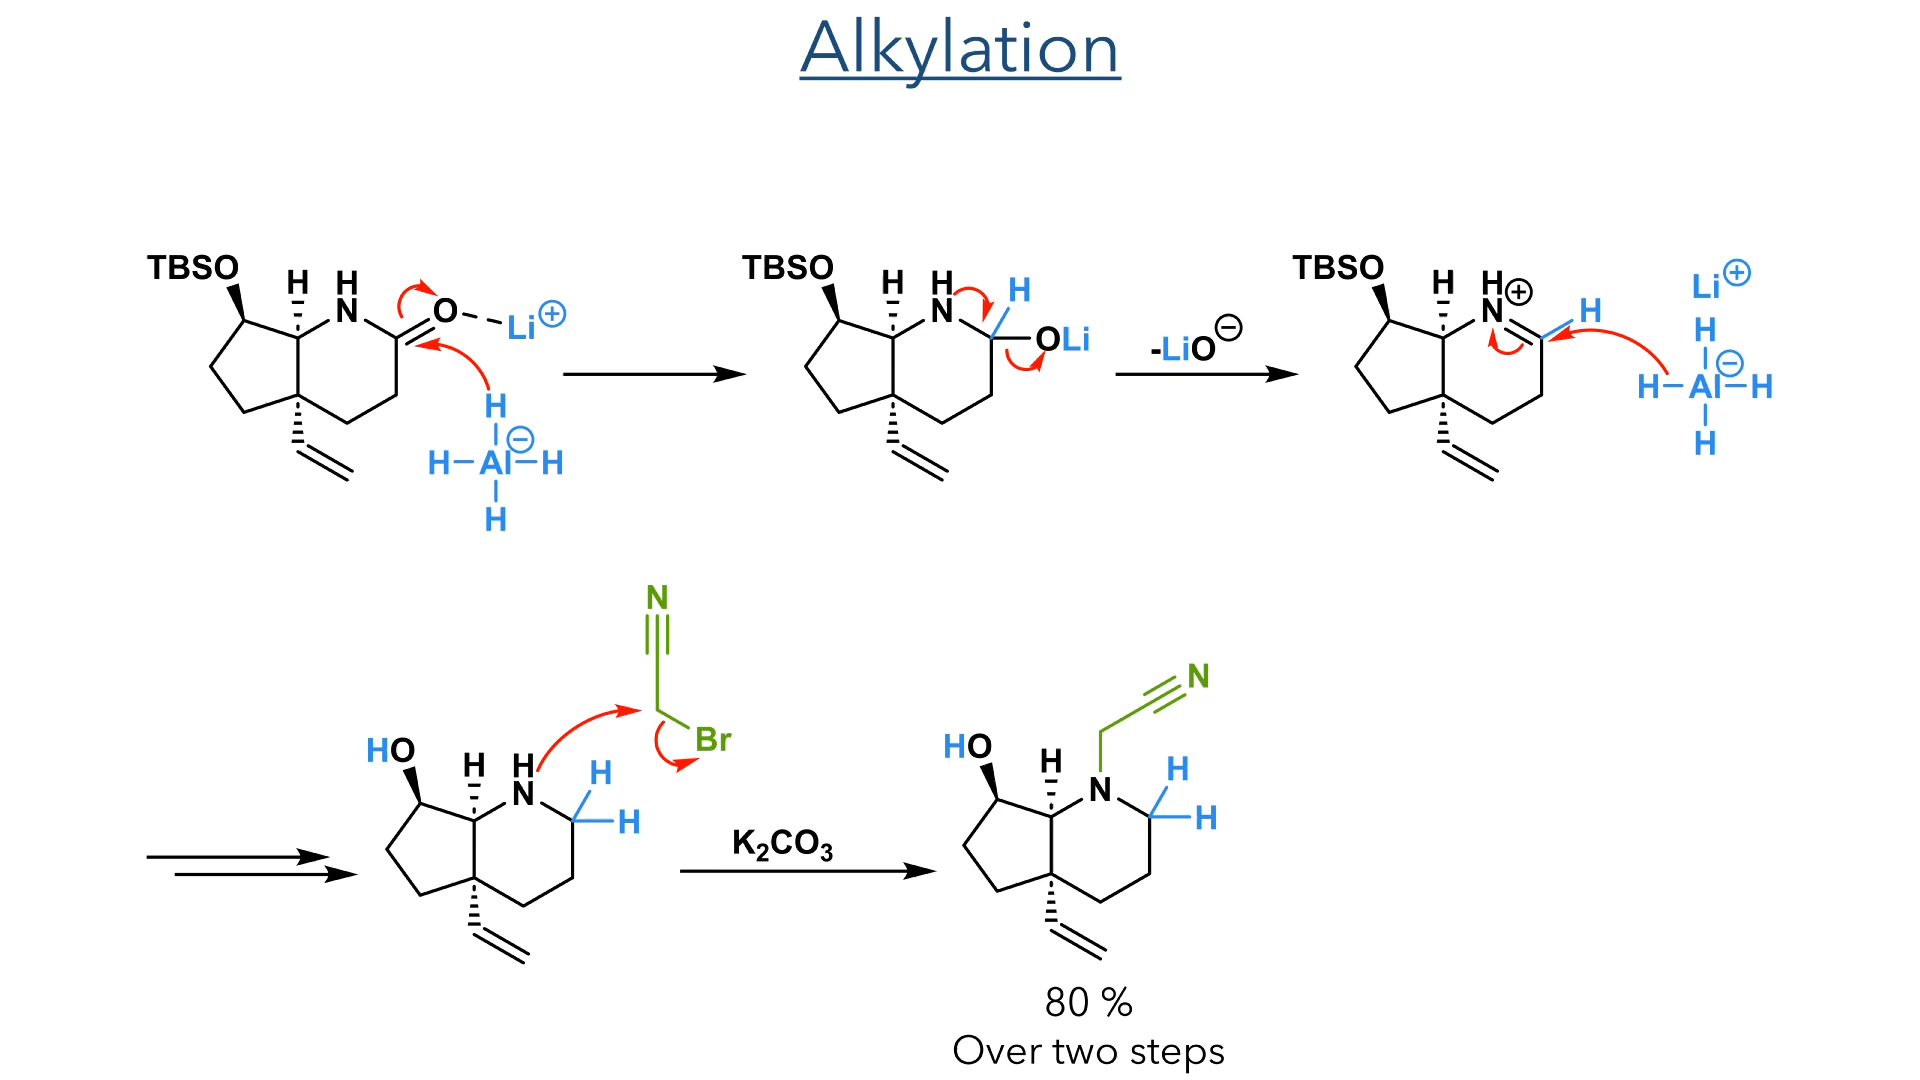 Alkylation
TBSO
H
H
N
O
Li⊕
H
H–Al⊖–H
H
TBSO
H
H
N
H
OLi
-LiO⊖
TBSO
H
H
N⊕
H
Li⊕
H
H–Al⊖–H
H
HO
H
H
N
H
H
N
Br
K₂CO₃
HO
H
N
H
H
N
80 %
Over two steps